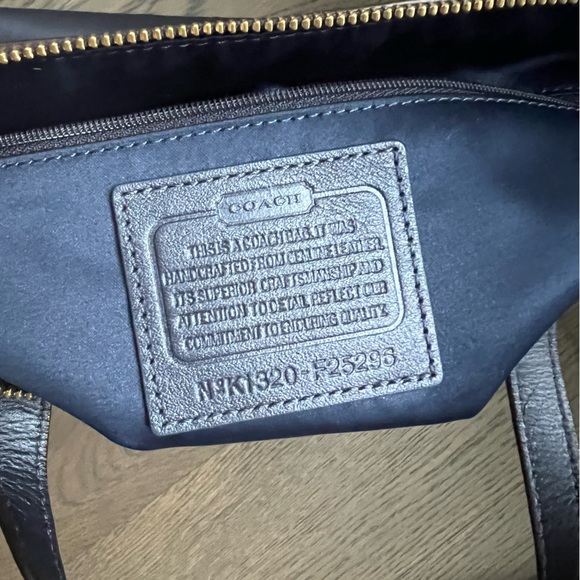 COACH
THIS IS A COACH BAG. IT WAS
HANDCRAFTED FROM GENUINE LEATHER.
ITS SUPERIOR CRAFTSMANSHIP AND
ATTENTION TO DETAIL REFLECT OUR
COMMITMENT TO ENDURING QUALITY.
Nº K1320-F25296